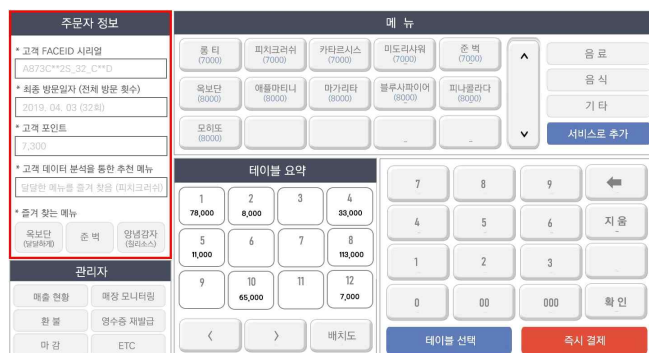 주문자 정보
* 고객 FACEID 시리얼
A873C**2S_32_C**D
* 최종 방문일자 (전체 방문 횟수)
2019. 04. 03 (32회)
* 고객 포인트
7,300
* 고객 데이터 분석을 통한 추천 메뉴
달달한 메뉴를 즐겨 찾음 (피치크러쉬)
* 즐겨 찾는 메뉴
옥보단 준 벅 양념감자
(달달하게) (칠리소스)
관리자
매출 현황 매장 모니터링
환 불 영수증 재발급
마 감 ETC
메 뉴
롱 티 피치크러쉬 카타르시스 미도리샤워 준 벅
(7000) (7000) (7000) (7000) (7000)
옥보단 애플마티니 마가리타 블루사파이어 피나콜라다
(8000) (8000) (8000) (8000) (8000)
모히또
(8000)
음 료
음 식
기 타
서비스로 추가
테이블 요약
1 2 3 4
78,000 8,000 33,000
5 6 7 8
11,000 113,000
9 10 11 12
65,000 7,000
< > 배치도
7 8 9
4 5 6 지 움
1 2 3
0 00 000 확 인
테이블 선택 즉시 결제